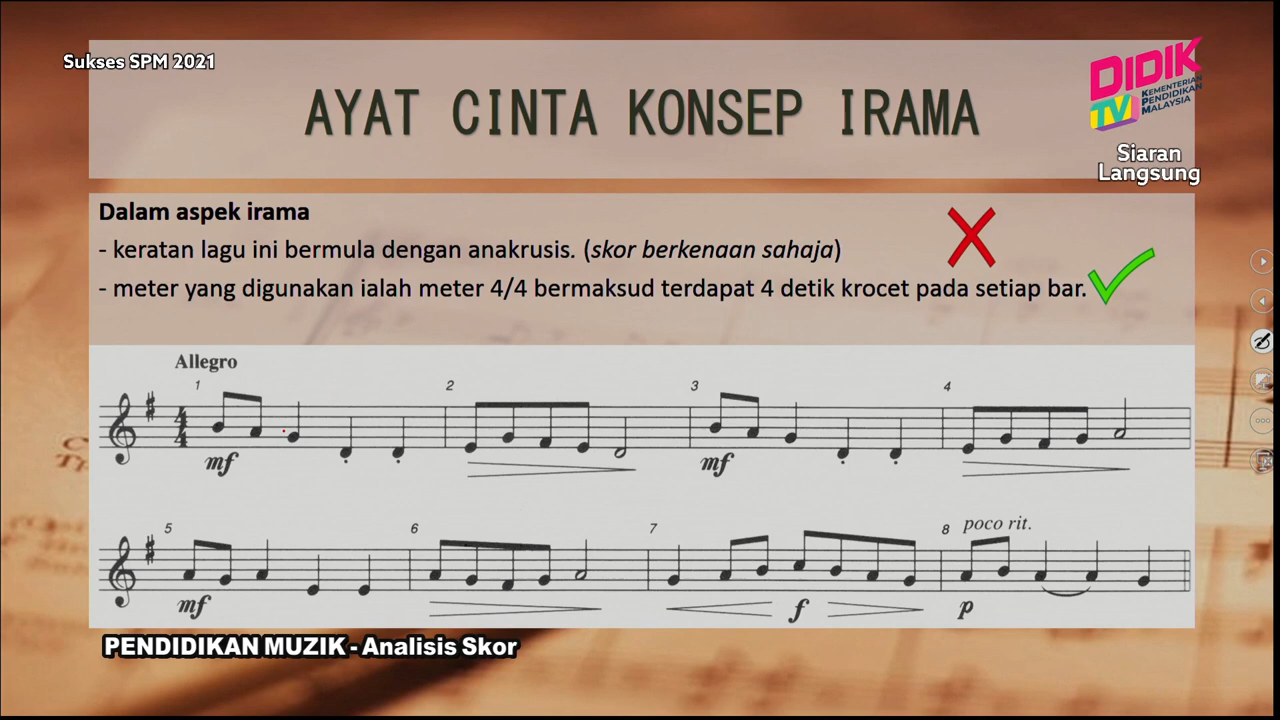 Sukses SPM 2021
AYAT CINTA KONSEP IRAMA
DIDIK
TV
KEMENTERIAN
PENDIDIKAN
MALAYSIA
Siaran
Langsung
Dalam aspek irama
- keratan lagu ini bermula dengan anakrusis. (skor berkenaan sahaja)
- meter yang digunakan ialah meter 4/4 bermaksud terdapat 4 detik krocet pada setiap bar.
Allegro
1 2 3 4
4
4
mf mf
5 6 7 8 poco rit.
mf f p
PENDIDIKAN MUZIK - Analisis Skor